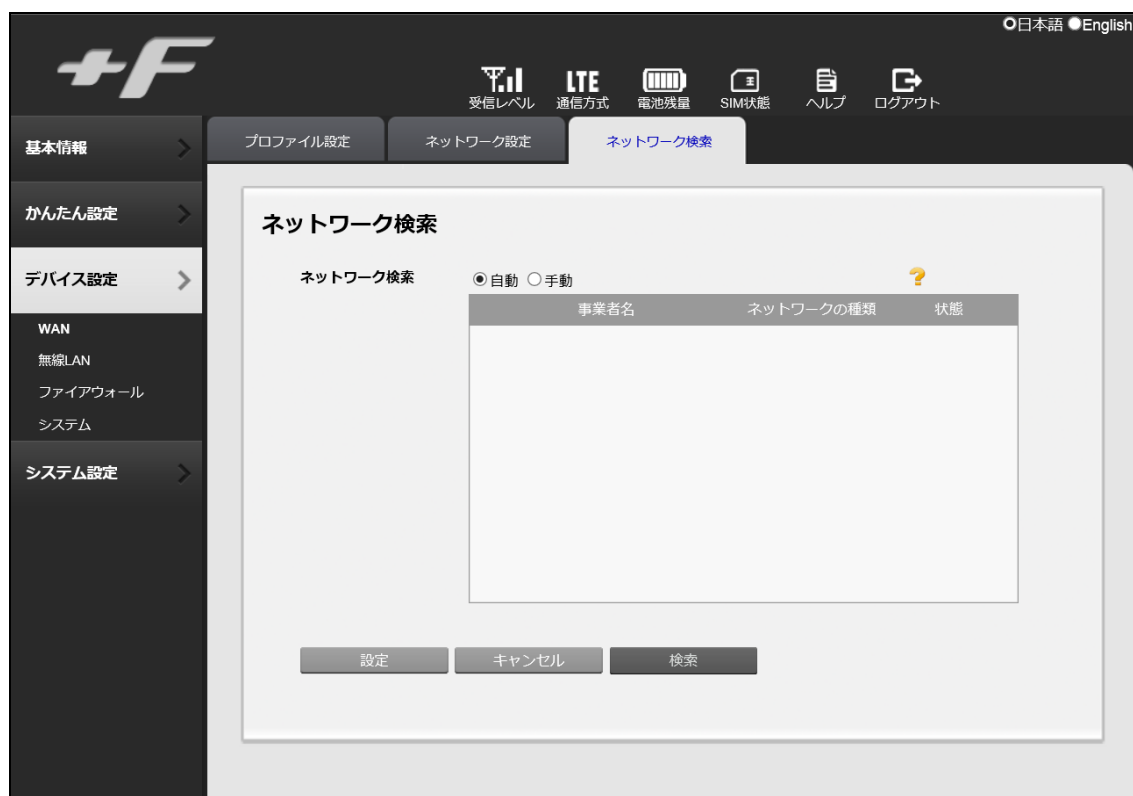 日本語 English
+F
LTE
受信レベル 通信方式 電池残量 SIM状態 ヘルプ ログアウト
基本情報
かんたん設定
デバイス設定
WAN
無線LAN
ファイアウォール
システム
システム設定
プロファイル設定 ネットワーク設定 ネットワーク検索
ネットワーク検索
ネットワーク検索 自動 手動 ?
事業者名 ネットワークの種類 状態
設定 キャンセル 検索